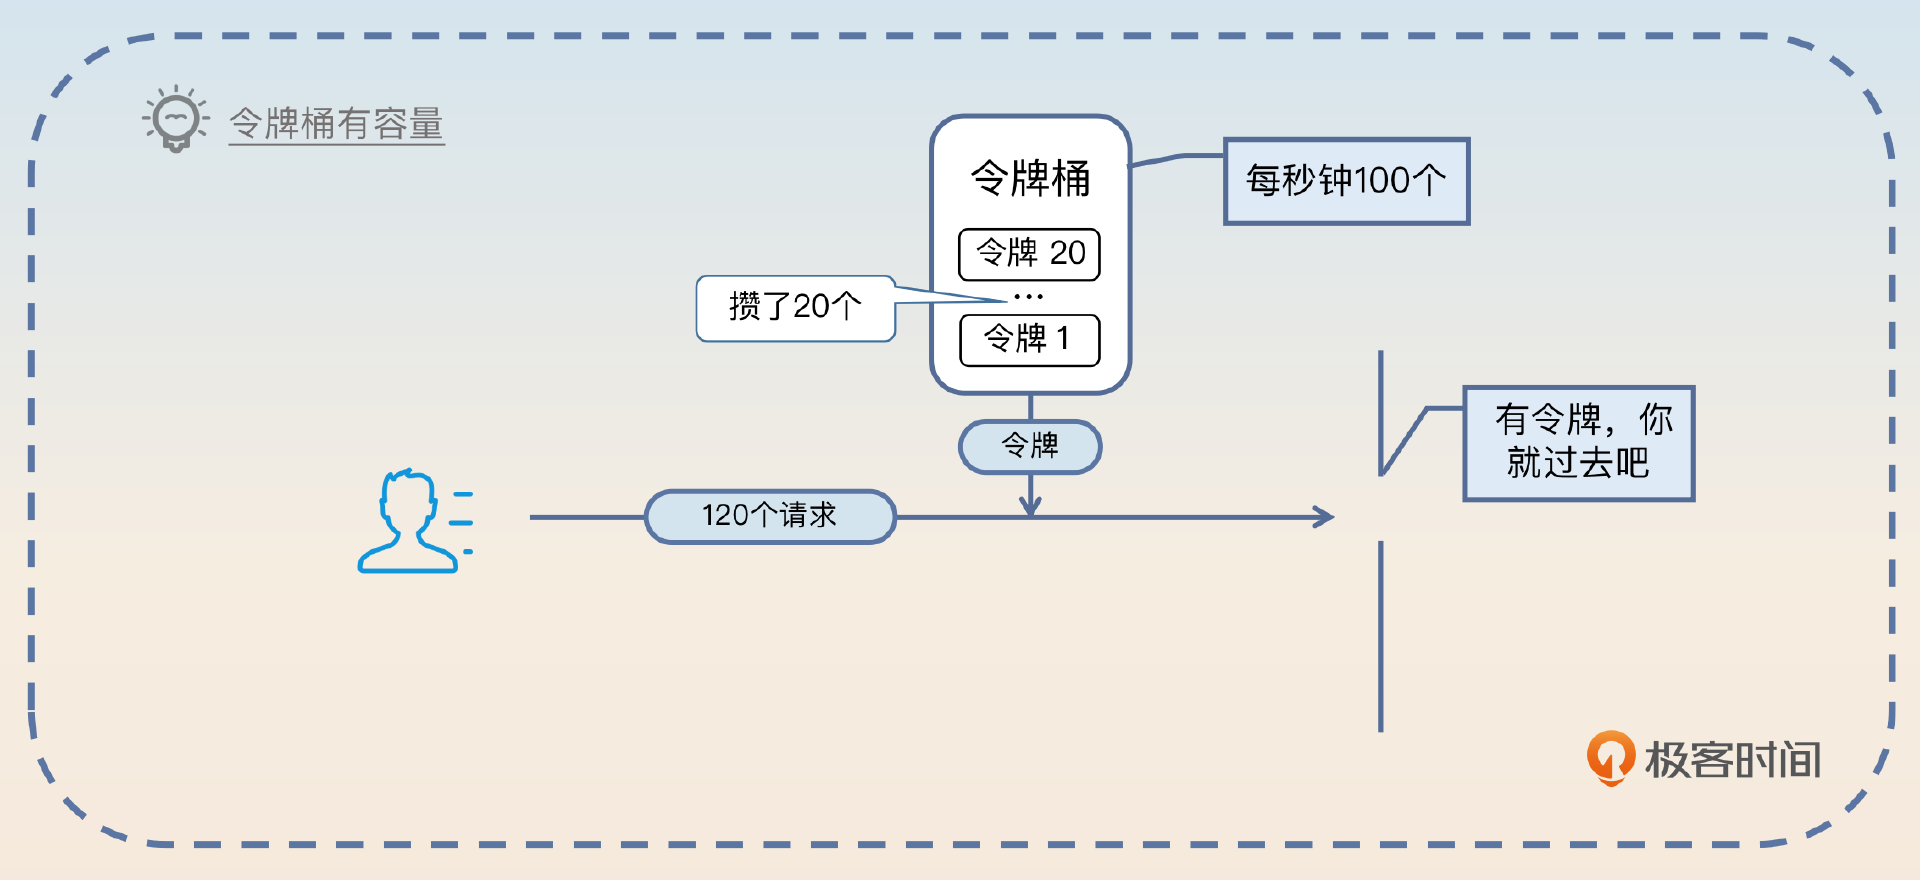 令牌桶有容量
令牌桶
每秒钟100个
令牌 20
...
攒了20个
令牌 1
有令牌，你
就过去吧
令牌
120个请求
极客时间